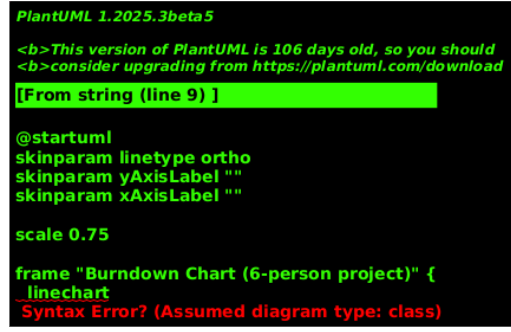 PlantUML 1.2025.3beta5
<b>This version of PlantUML is 106 days old, so you should
<b>consider upgrading from https://plantuml.com/download
[From string (line 9) ]
@startuml
skinparam linetype ortho
skinparam yAxisLabel ""
skinparam xAxisLabel ""
scale 0.75
frame "Burndown Chart (6-person project)" {
linechart
Syntax Error? (Assumed diagram type: class)